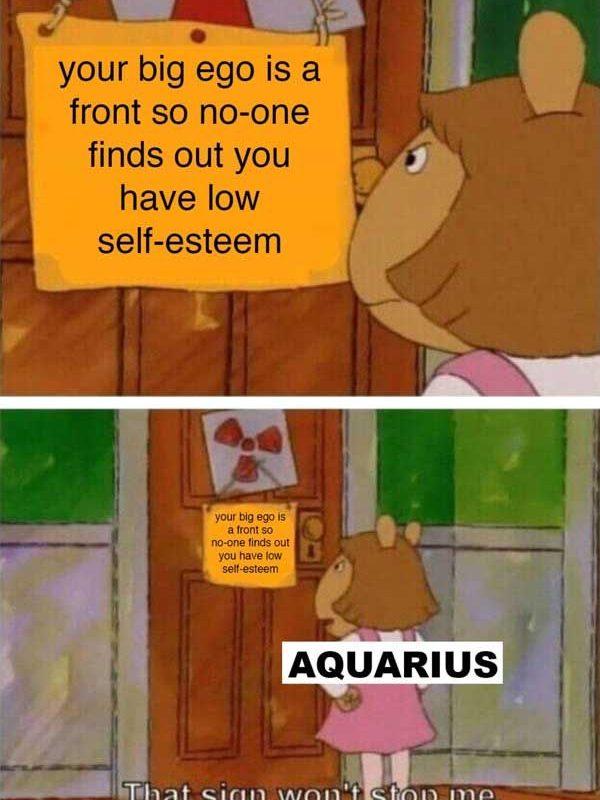 your big ego is a
front so no-one
finds out you
have low
self-esteem
your big ego is
a front so
no-one finds out
you have low
self-esteem
AQUARIUS
That sign won't stop me